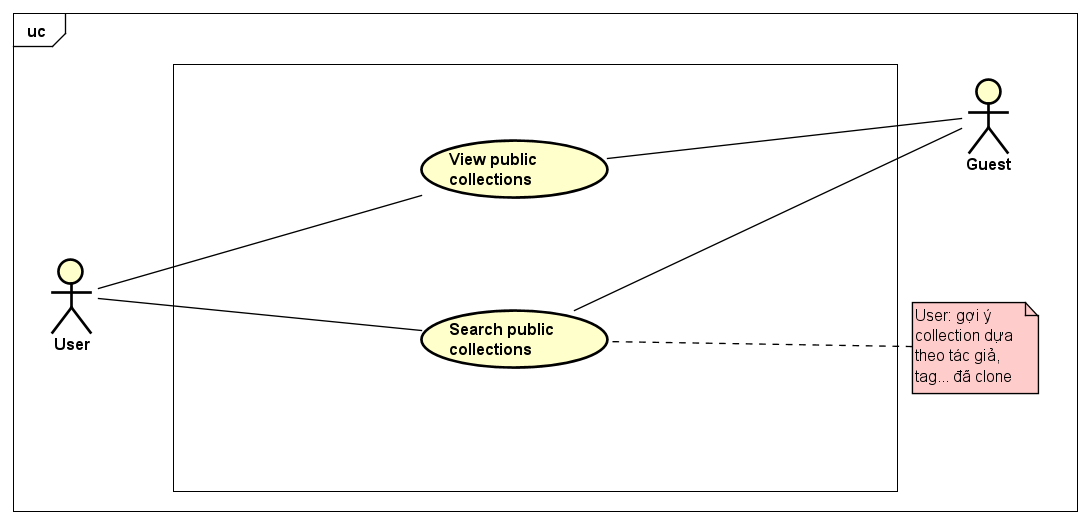 uc
View public
collections
Guest
User
Search public
collections
User: gợi ý
collection dựa
theo tác giả,
tag... đã clone